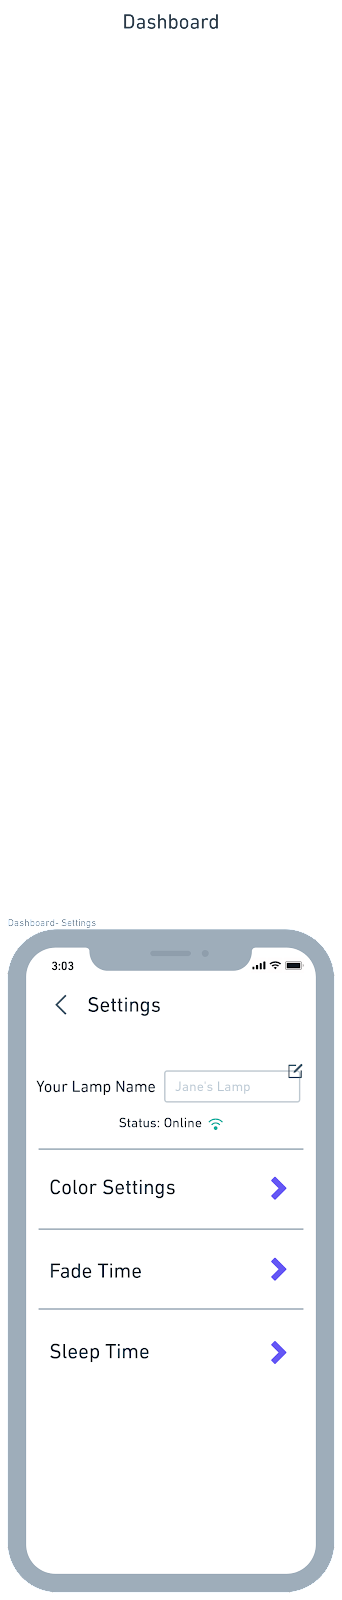 Dashboard
Dashboard- Settings
3:03
Settings
Your Lamp Name Jane's Lamp
Status: Online
Color Settings
Fade Time
Sleep Time